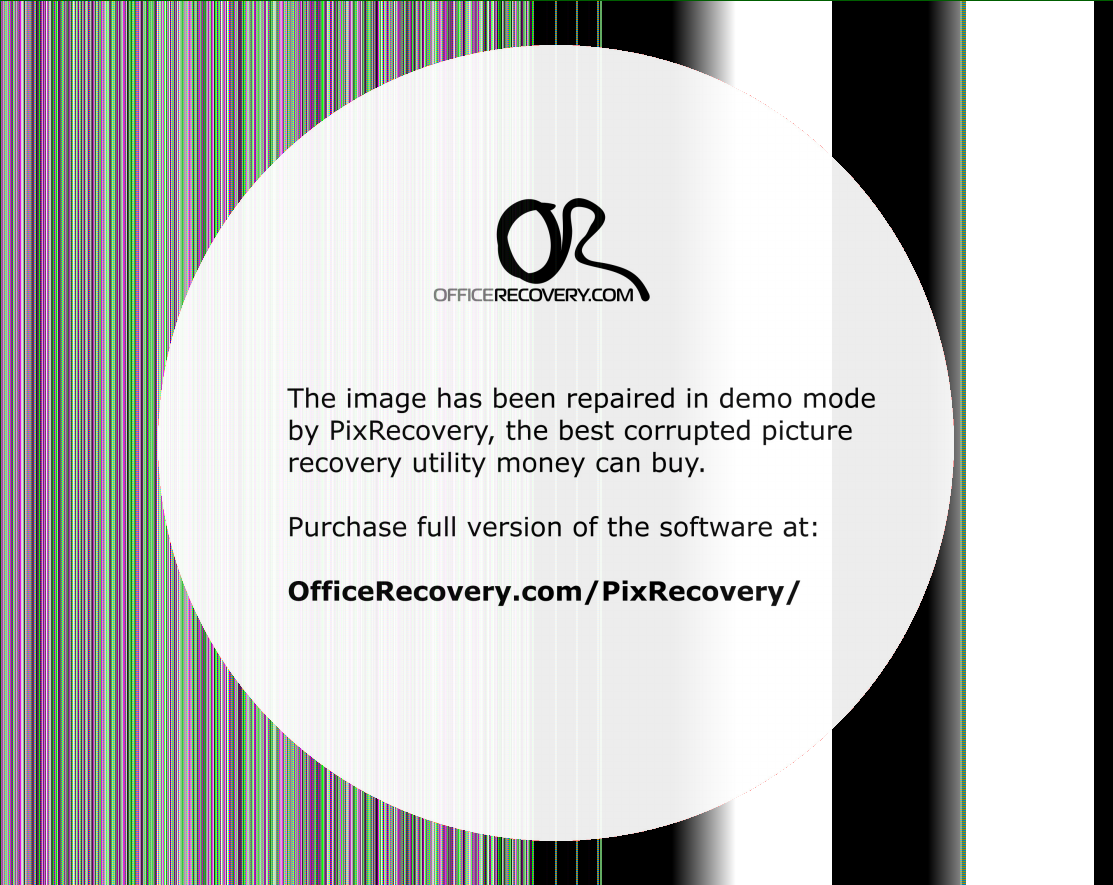 OFFICERECOVERY.COM
The image has been repaired in demo mode
by PixRecovery, the best corrupted picture
recovery utility money can buy.
Purchase full version of the software at:
OfficeRecovery.com/PixRecovery/